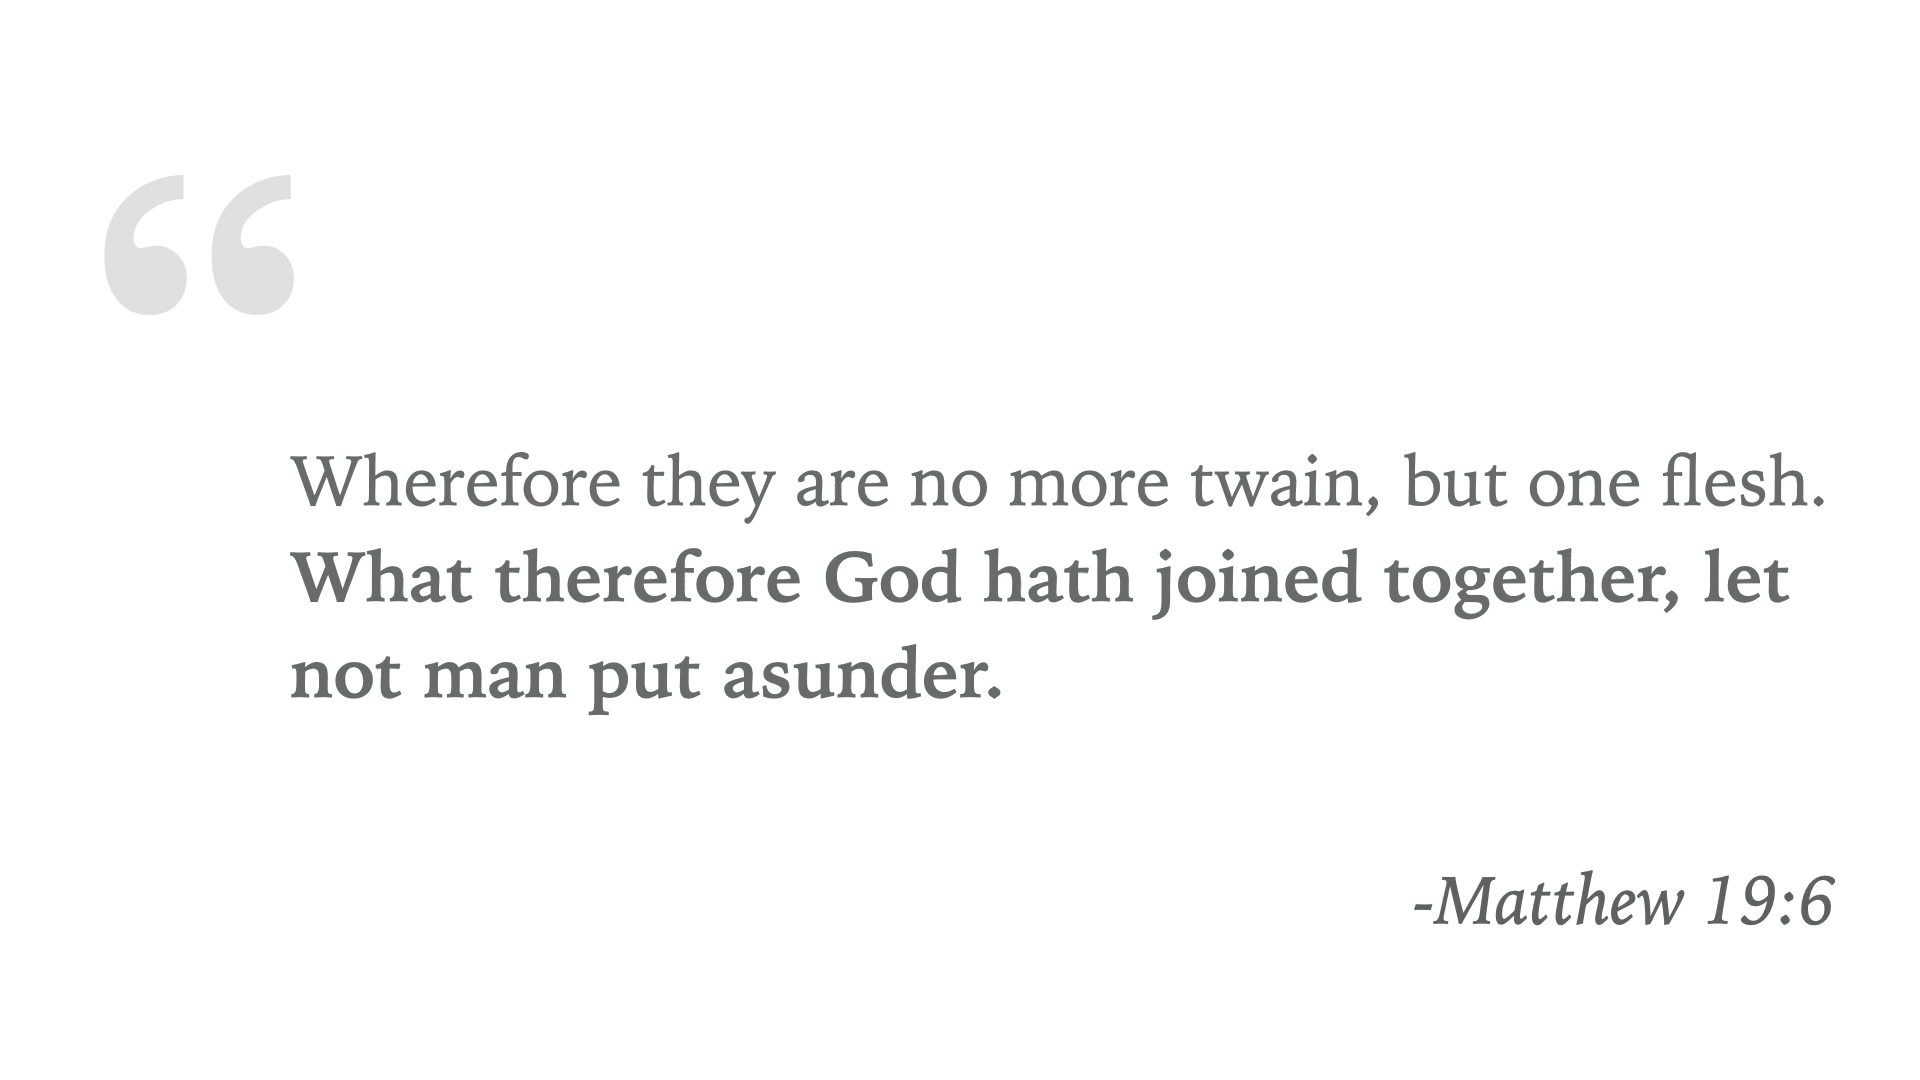 “
Wherefore they are no more twain, but one flesh.
What therefore God hath joined together, let
not man put asunder.
-Matthew 19:6